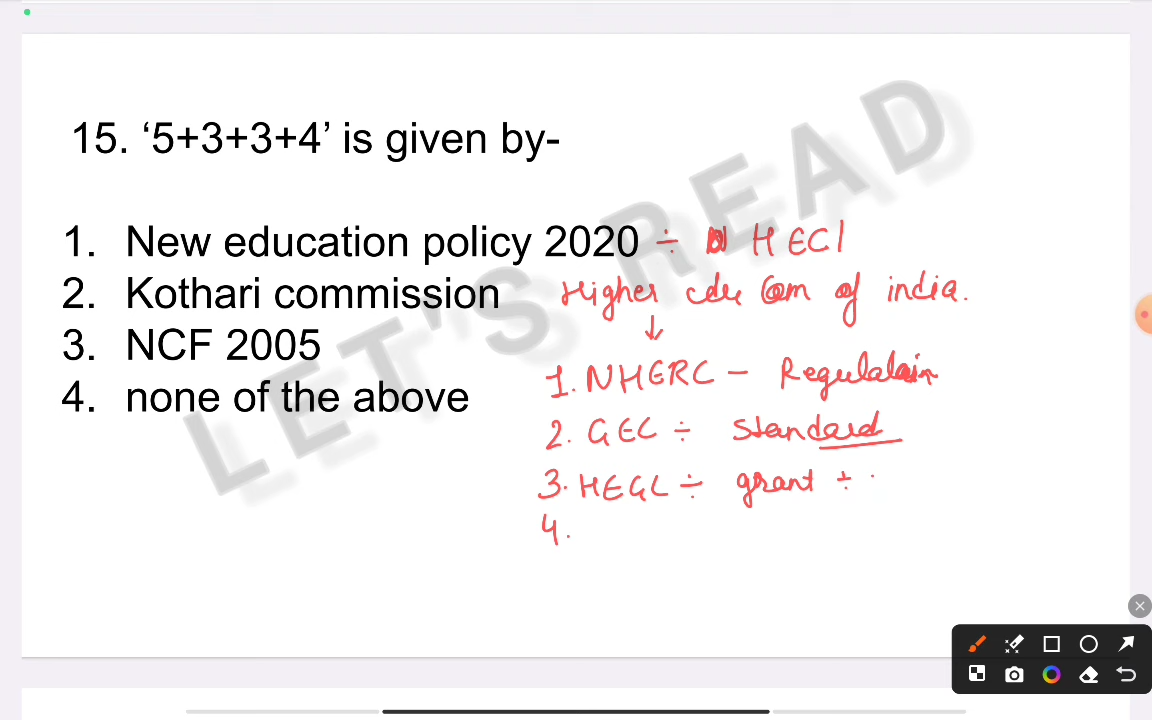 15. ‘5+3+3+4’ is given by-
1. New education policy 2020 ÷ HECI
2. Kothari commission
Higher edu Com of india.
3. NCF 2005
1. NHERC - Regulatain
4. none of the above
2. GEC ÷ standard
3. HEGC ÷ grant ÷
4.
LET'S READ